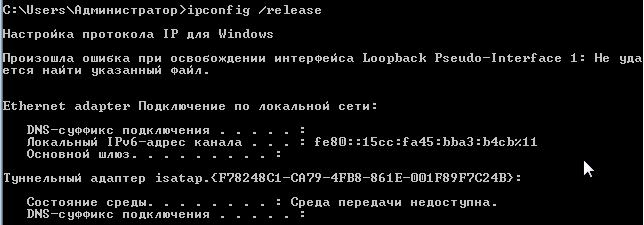 C:\Users\Администратор>ipconfig /release
Настройка протокола IP для Windows
Произошла ошибка при освобождении интерфейса Loopback Pseudo-Interface 1: Не уда
ется найти указанный файл.
Ethernet adapter Подключение по локальной сети:
DNS-суффикс подключения . . . . . :
Локальный IPv6-адрес канала . . . : fe80::15cc:fa45:bba3:b4cb%11
Основной шлюз. . . . . . . . . :
Туннельный адаптер isatap.{F78248C1-CA79-4FB8-861E-001F89F7C24B}:
Состояние среды. . . . . . . . : Среда передачи недоступна.
DNS-суффикс подключения . . . . . :